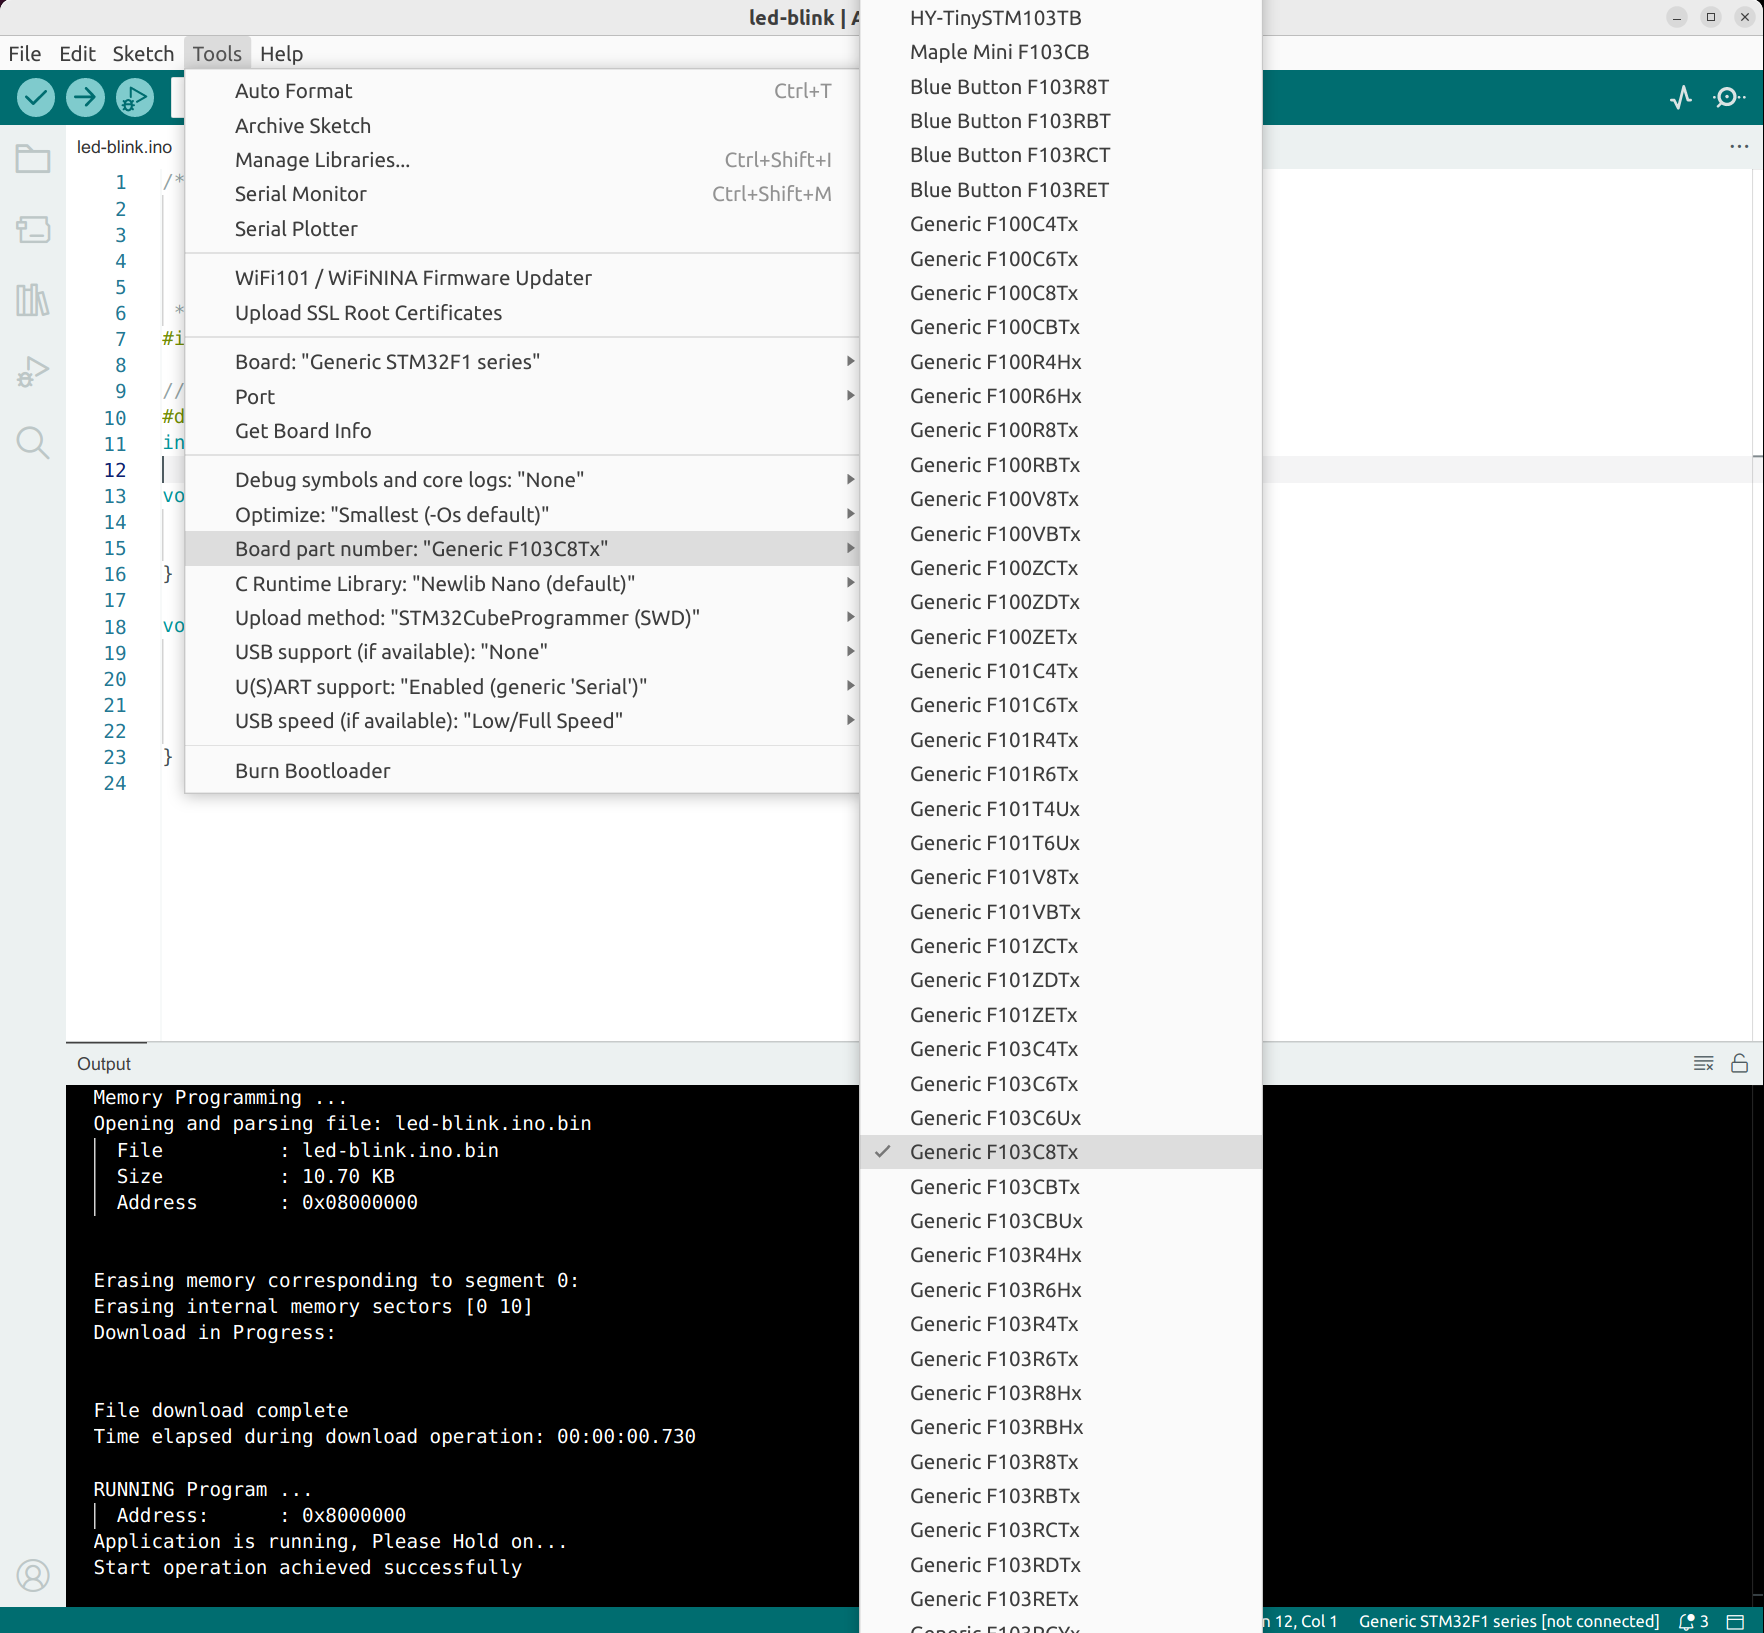 led-blink | A
File Edit Sketch Tools Help
led-blink.ino
1 /*
2
3
4
5
6 *
7 #i
8
9 //
10 #d
11 in
12
13 vo
14
15
16 }
17
18 vo
19
20
21
22
23 }
24
Auto Format Ctrl+T
Archive Sketch
Manage Libraries... Ctrl+Shift+I
Serial Monitor Ctrl+Shift+M
Serial Plotter
WiFi101 / WiFiNINA Firmware Updater
Upload SSL Root Certificates
Board: "Generic STM32F1 series"
Port
Get Board Info
Debug symbols and core logs: "None"
Optimize: "Smallest (-Os default)"
Board part number: "Generic F103C8Tx"
C Runtime Library: "Newlib Nano (default)"
Upload method: "STM32CubeProgrammer (SWD)"
USB support (if available): "None"
U(S)ART support: "Enabled (generic 'Serial')"
USB speed (if available): "Low/Full Speed"
Burn Bootloader
HY-TinySTM103TB
Maple Mini F103CB
Blue Button F103R8T
Blue Button F103RBT
Blue Button F103RCT
Blue Button F103RET
Generic F100C4Tx
Generic F100C6Tx
Generic F100C8Tx
Generic F100CBTx
Generic F100R4Hx
Generic F100R6Hx
Generic F100R8Tx
Generic F100RBTx
Generic F100V8Tx
Generic F100VBTx
Generic F100ZCTx
Generic F100ZDTx
Generic F100ZETx
Generic F101C4Tx
Generic F101C6Tx
Generic F101R4Tx
Generic F101R6Tx
Generic F101T4Ux
Generic F101T6Ux
Generic F101V8Tx
Generic F101VBTx
Generic F101ZCTx
Generic F101ZDTx
Generic F101ZETx
Generic F103C4Tx
Generic F103C6Tx
Generic F103C6Ux
Generic F103C8Tx
Generic F103CBTx
Generic F103CBUx
Generic F103R4Hx
Generic F103R6Hx
Generic F103R4Tx
Generic F103R6Tx
Generic F103R8Hx
Generic F103RBHx
Generic F103R8Tx
Generic F103RBTx
Generic F103RCTx
Generic F103RDTx
Generic F103RETx
Output
Memory Programming ...
Opening and parsing file: led-blink.ino.bin
File : led-blink.ino.bin
Size : 10.70 KB
Address : 0x08000000
Erasing memory corresponding to segment 0:
Erasing internal memory sectors [0 10]
Download in Progress:
File download complete
Time elapsed during download operation: 00:00:00.730
RUNNING Program ...
Address: : 0x8000000
Application is running, Please Hold on...
Start operation achieved successfully
n 12, Col 1 Generic STM32F1 series [not connected] 3